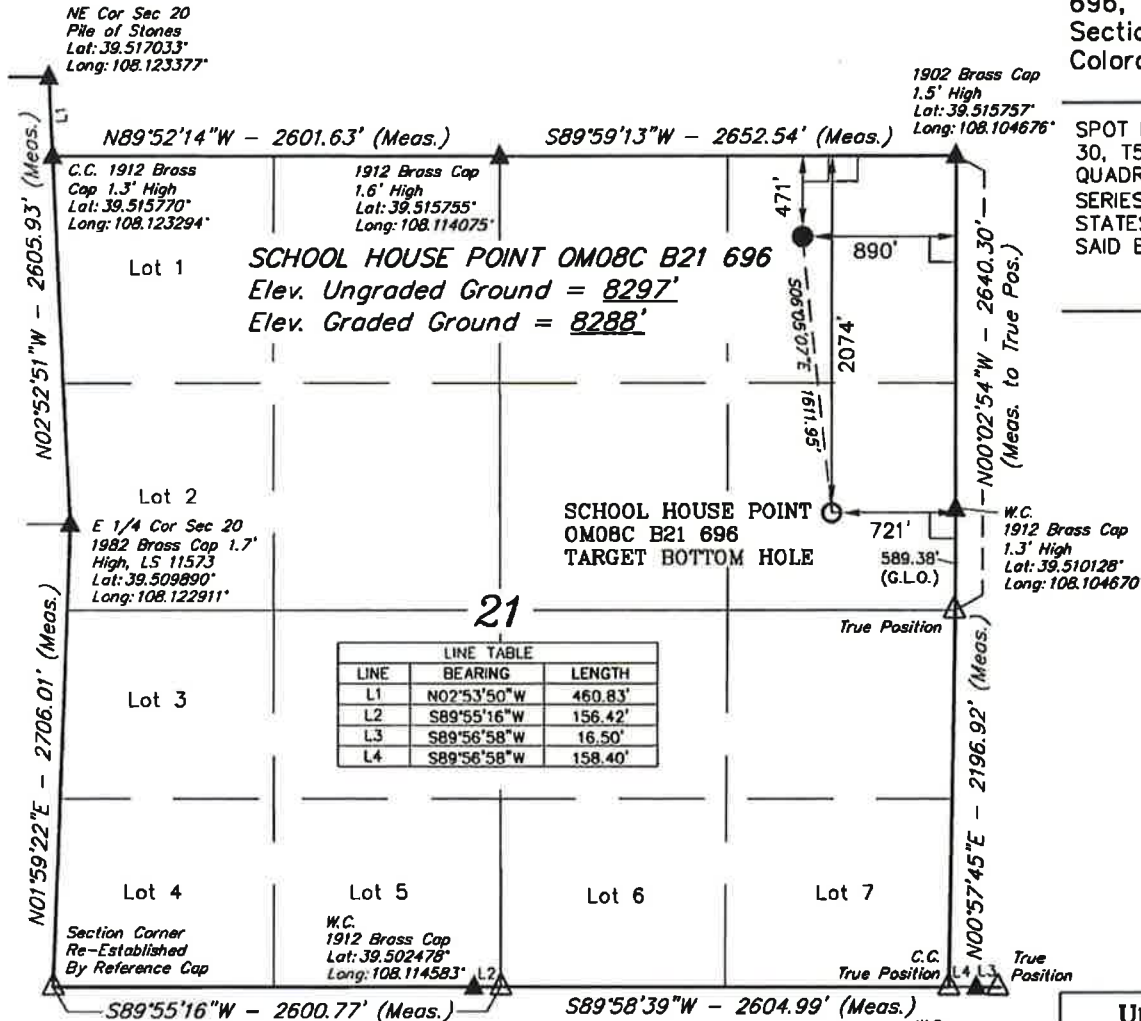 NE Cor Sec 20
Pile of Stones
Lat: 39.517033°
Long: 108.123377°
696,
Sectio
Color
1902 Brass Cap
1.5' High
Lat: 39.515757°
Long: 108.104676°
L1
N89°52'14"W - 2601.63' (Meas.)
S89°59'13"W - 2652.54' (Meas.)
SPOT
30, T5
QUADR
SERIES
STATES
SAID E
C.C. 1912 Brass
Cap 1.3' High
Lat: 39.515770°
Long: 108.123294°
1912 Brass Cap
1.6' High
Lat: 39.515755°
Long: 108.114075°
471'
890'
Lot 1
SCHOOL HOUSE POINT OM08C B21 696
Elev. Ungraded Ground = 8297'
Elev. Graded Ground = 8288'
N02°52'51"W - 2605.93' (Meas.)
S06°05'07"E 1611.95'
2074'
N00°02'54"W - 2640.30'
(Meas. to True Pos.)
Lot 2
E 1/4 Cor Sec 20
1982 Brass Cap 1.7'
High, LS 11573
Lat: 39.509890°
Long: 108.122911°
SCHOOL HOUSE POINT
OM08C B21 696
TARGET BOTTOM HOLE
721'
589.38'
(G.L.O.)
W.C.
1912 Brass Cap
1.3' High
Lat: 39.510128°
Long: 108.104670
21
True Position
LINE TABLE
LINE BEARING LENGTH
L1 N02°53'50"W 460.83'
L2 S89°55'16"W 156.42'
L3 S89°56'58"W 16.50'
L4 S89°56'58"W 158.40'
Lot 3
N01°59'22"E - 2706.01' (Meas.)
N00°57'45"E - 2196.92' (Meas.)
Lot 4
Lot 5
Lot 6
Lot 7
Section Corner
Re-Established
By Reference Cap
W.C.
1912 Brass Cap
Lat: 39.502478°
Long: 108.114583°
L2
C.C.
True Position
L4 L3
True
Position
S89°55'16"W - 2600.77' (Meas.)
S89°58'39"W - 2604.99' (Meas.)
U